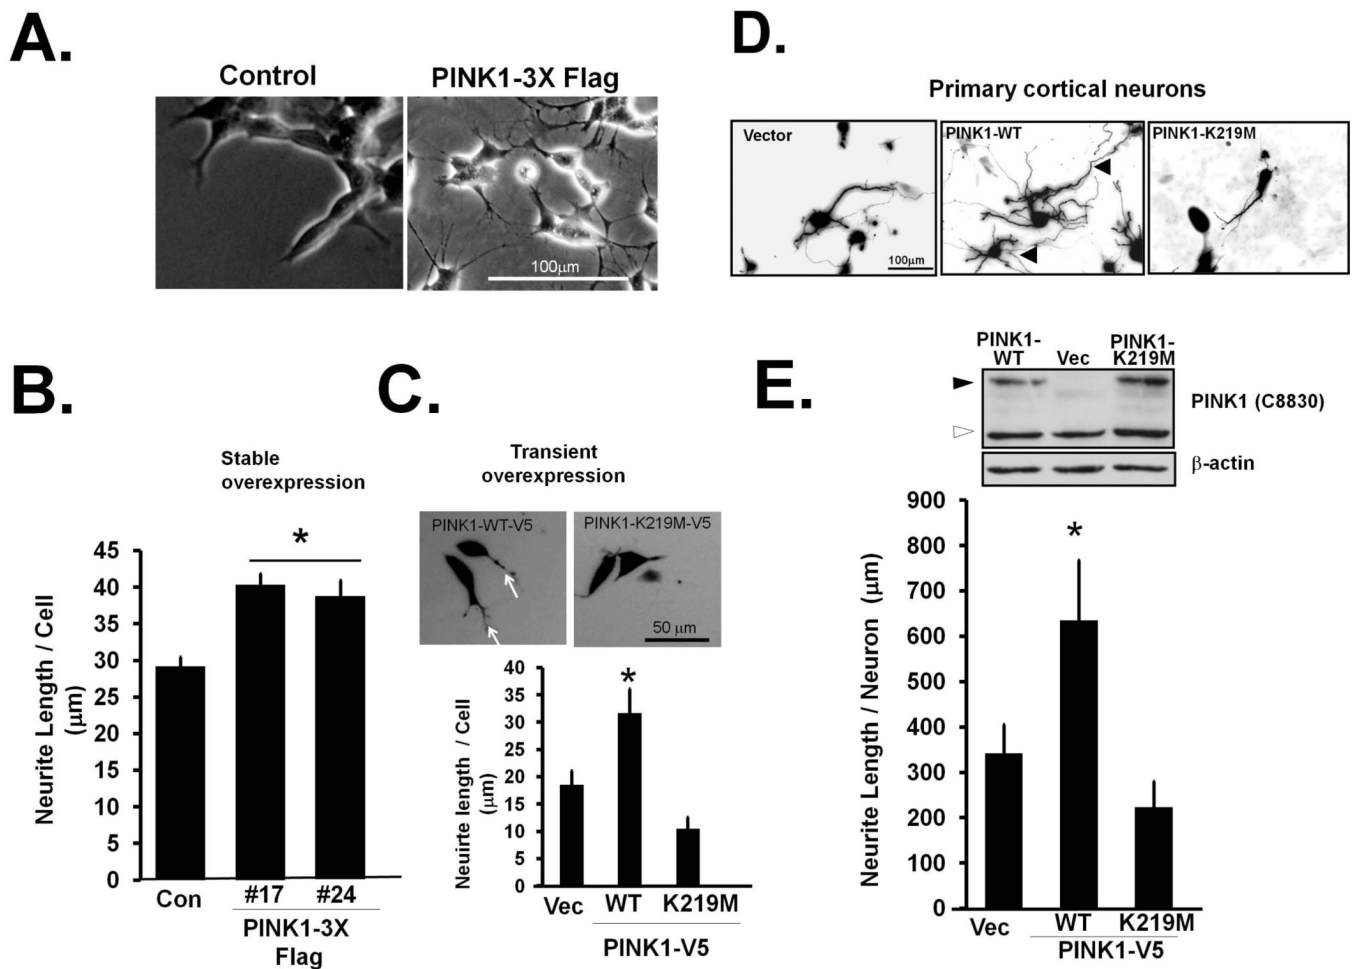 A.
Control
PINK1-3X Flag
100μm
B.
Stable
overexpression
*
Neurite Length / Cell
(μm)
45
40
35
30
25
20
15
10
5
0
Con
#17
#24
PINK1-3X
Flag
C.
Transient
overexpression
PINK1-WT-V5
PINK1-K219M-V5
50 μm
Neuirte length / Cell
(μm)
40
35
30
25
20
15
10
5
0
*
Vec
WT
K219M
PINK1-V5
D.
Primary cortical neurons
Vector
PINK1-WT
PINK1-K219M
100μm
E.
PINK1-
WT
Vec
PINK1-
K219M
PINK1 (C8830)
β-actin
Neurite Length / Neuron (μm)
900
800
700
600
400
300
200
100
0
*
Vec
WT
K219M
PINK1-V5